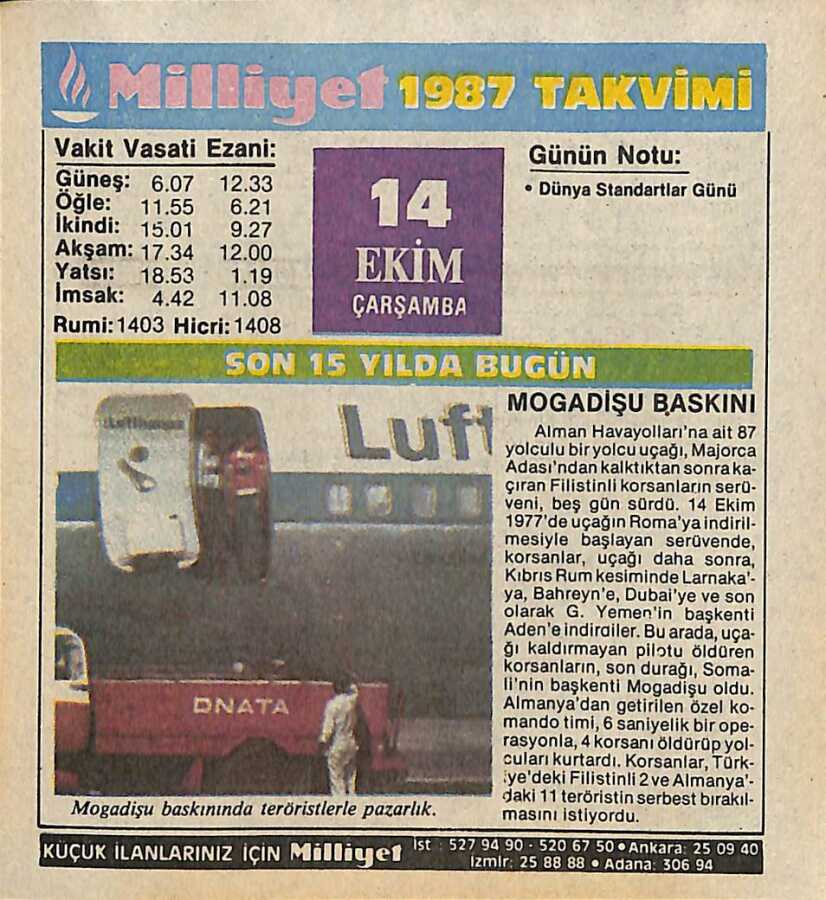 Milliyet 1987 TAKVİMİ
Vakit Vasati Ezani:
Güneş: 6.07 12.33
Öğle: 11.55 6.21
İkindi: 15.01 9.27
Akşam: 17.34 12.00
Yatsı: 18.53 1.19
İmsak: 4.42 11.08
Rumi: 1403 Hicri: 1408
14
EKİM
ÇARŞAMBA
Günün Notu:
• Dünya Standartlar Günü
SON 15 YILDA BUGÜN
Lufthansa
Luft
DNATA
Mogadişu baskınında teröristlerle pazarlık.
MOGADİŞU BASKINI
Alman Havayolları'na ait 87
yolculu bir yolcu uçağı, Majorca
Adası'ndan kalktıktan sonra ka-
çıran Filistinli korsanların serü-
veni, beş gün sürdü. 14 Ekim
1977'de uçağın Roma'ya indiril-
mesiyle başlayan serüvende,
korsanlar, uçağı daha sonra,
Kıbrıs Rum kesiminde Larnaka'-
ya, Bahreyn'e, Dubai'ye ve son
olarak G. Yemen'in başkenti
Aden'e indirdiler. Bu arada, uça-
ğı kaldırmayan pilotu öldüren
korsanların, son durağı, Soma-
li'nin başkenti Mogadişu oldu.
Almanya'dan getirilen özel ko-
mando timi, 6 saniyelik bir ope-
rasyonla, 4 korsanı öldürüp yol-
cuları kurtardı. Korsanlar, Türk-
iye'deki Filistinli 2 ve Almanya'-
daki 11 teröristin serbest bırakıl-
masını istiyordu.
KÜÇÜK İLANLARINIZ İÇİN Milliyet
İst : 527 94 90 - 520 67 50 • Ankara: 25 09 40
İzmir: 25 88 88 • Adana: 306 94